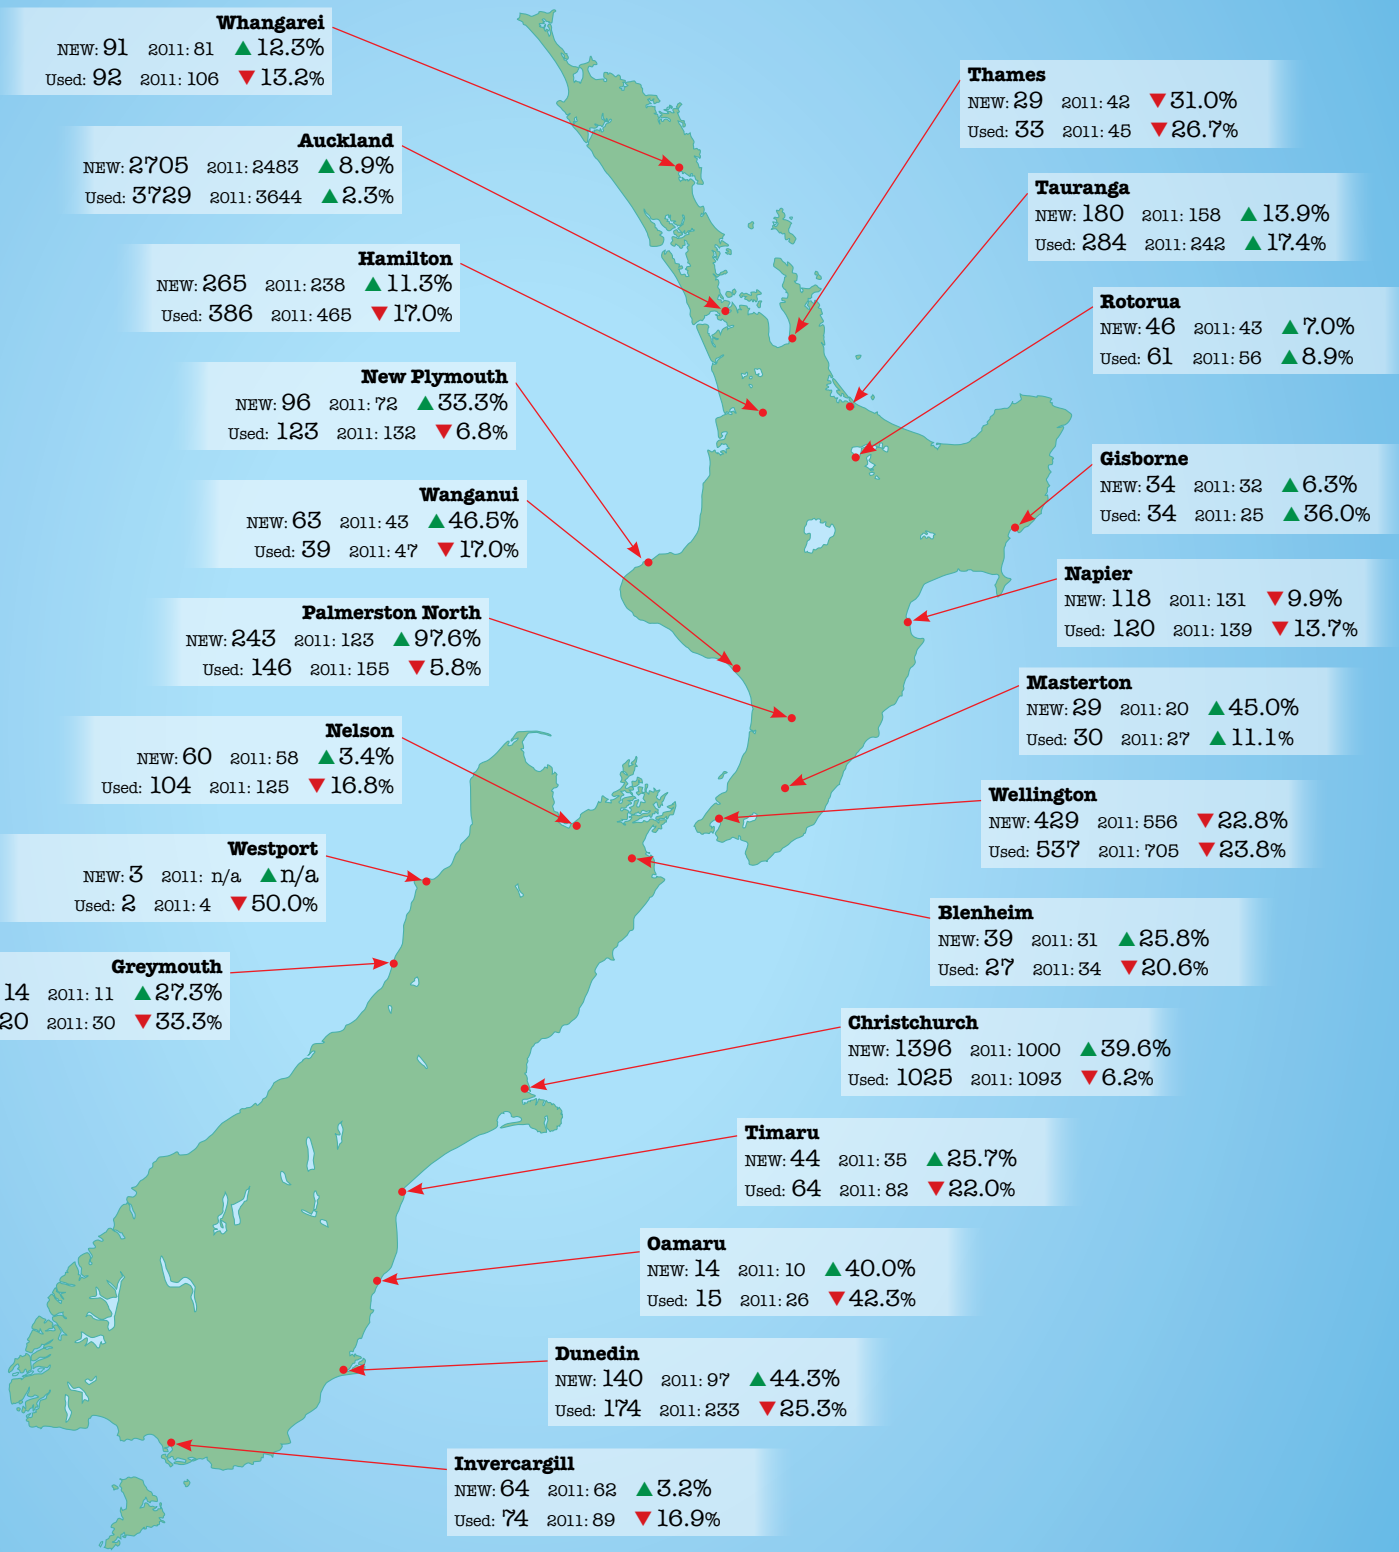 Whangarei
NEW: 91 2011: 81 ▲ 12.3%
Used: 92 2011: 106 ▼ 13.2%
Auckland
NEW: 2705 2011: 2483 ▲ 8.9%
Used: 3729 2011: 3644 ▲ 2.3%
Hamilton
NEW: 265 2011: 238 ▲ 11.3%
Used: 386 2011: 465 ▼ 17.0%
New Plymouth
NEW: 96 2011: 72 ▲ 33.3%
Used: 123 2011: 132 ▼ 6.8%
Wanganui
NEW: 63 2011: 43 ▲ 46.5%
Used: 39 2011: 47 ▼ 17.0%
Palmerston North
NEW: 243 2011: 123 ▲ 97.6%
Used: 146 2011: 155 ▼ 5.8%
Nelson
NEW: 60 2011: 58 ▲ 3.4%
Used: 104 2011: 125 ▼ 16.8%
Westport
NEW: 3 2011: n/a ▲ n/a
Used: 2 2011: 4 ▼ 50.0%
Greymouth
14 2011: 11 ▲ 27.3%
20 2011: 30 ▼ 33.3%
Thames
NEW: 29 2011: 42 ▼ 31.0%
Used: 33 2011: 45 ▼ 26.7%
Tauranga
NEW: 180 2011: 158 ▲ 13.9%
Used: 284 2011: 242 ▲ 17.4%
Rotorua
NEW: 46 2011: 43 ▲ 7.0%
Used: 61 2011: 56 ▲ 8.9%
Gisborne
NEW: 34 2011: 32 ▲ 6.3%
Used: 34 2011: 25 ▲ 36.0%
Napier
NEW: 118 2011: 131 ▼ 9.9%
Used: 120 2011: 139 ▼ 13.7%
Masterton
NEW: 29 2011: 20 ▲ 45.0%
Used: 30 2011: 27 ▲ 11.1%
Wellington
NEW: 429 2011: 556 ▼ 22.8%
Used: 537 2011: 705 ▼ 23.8%
Blenheim
NEW: 39 2011: 31 ▲ 25.8%
Used: 27 2011: 34 ▼ 20.6%
Christchurch
NEW: 1396 2011: 1000 ▲ 39.6%
Used: 1025 2011: 1093 ▼ 6.2%
Timaru
NEW: 44 2011: 35 ▲ 25.7%
Used: 64 2011: 82 ▼ 22.0%
Oamaru
NEW: 14 2011: 10 ▲ 40.0%
Used: 15 2011: 26 ▼ 42.3%
Dunedin
NEW: 140 2011: 97 ▲ 44.3%
Used: 174 2011: 233 ▼ 25.3%
Invercargill
NEW: 64 2011: 62 ▲ 3.2%
Used: 74 2011: 89 ▼ 16.9%